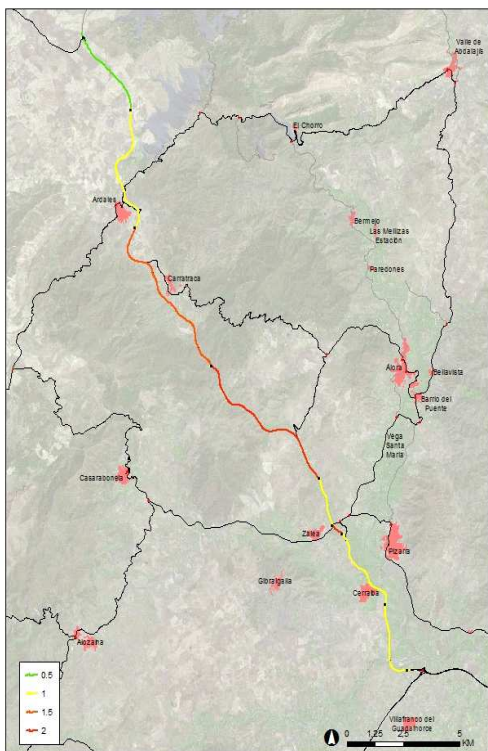 Valle de
Abdalajís
El Chorro
Ardales
Bermejo
Las Mellizas
Estación
Paredones
Carratraca
Álora
Bellavista
Barrio del
Puente
Vega
Santa
María
Casarabonela
Zalea
Pizarra
Gibralgalia
Cerralba
Alozaina
Villafranco del
Guadalhorce
0.5
1
1.5
2
0 1.25 2.5 5
KM